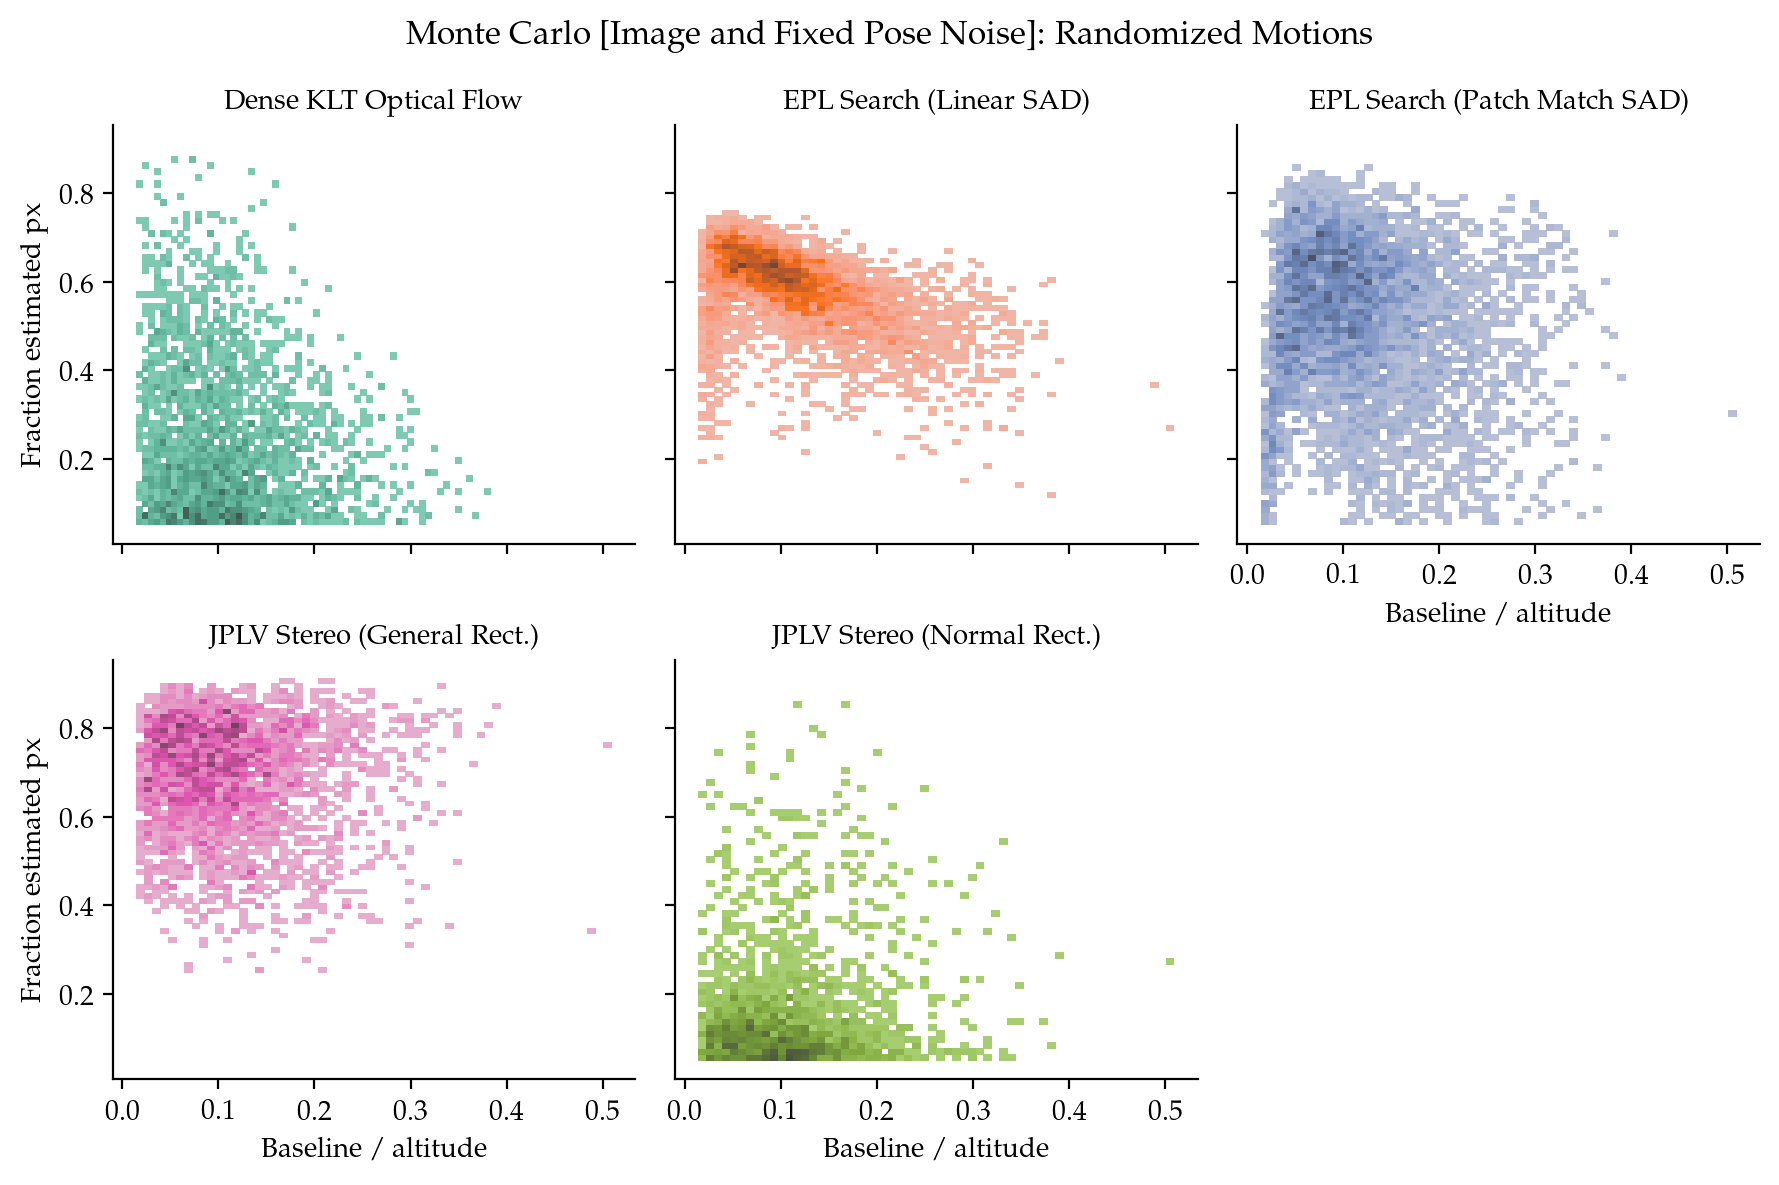 Monte Carlo [Image and Fixed Pose Noise]: Randomized Motions
Dense KLT Optical Flow
EPL Search (Linear SAD)
EPL Search (Patch Match SAD)
Fraction estimated px
0.8
0.6
0.4
0.2
0.0 0.1 0.2 0.3 0.4 0.5
Baseline / altitude
JPLV Stereo (General Rect.)
JPLV Stereo (Normal Rect.)
Fraction estimated px
0.8
0.6
0.4
0.2
0.0 0.1 0.2 0.3 0.4 0.5
Baseline / altitude
0.0 0.1 0.2 0.3 0.4 0.5
Baseline / altitude